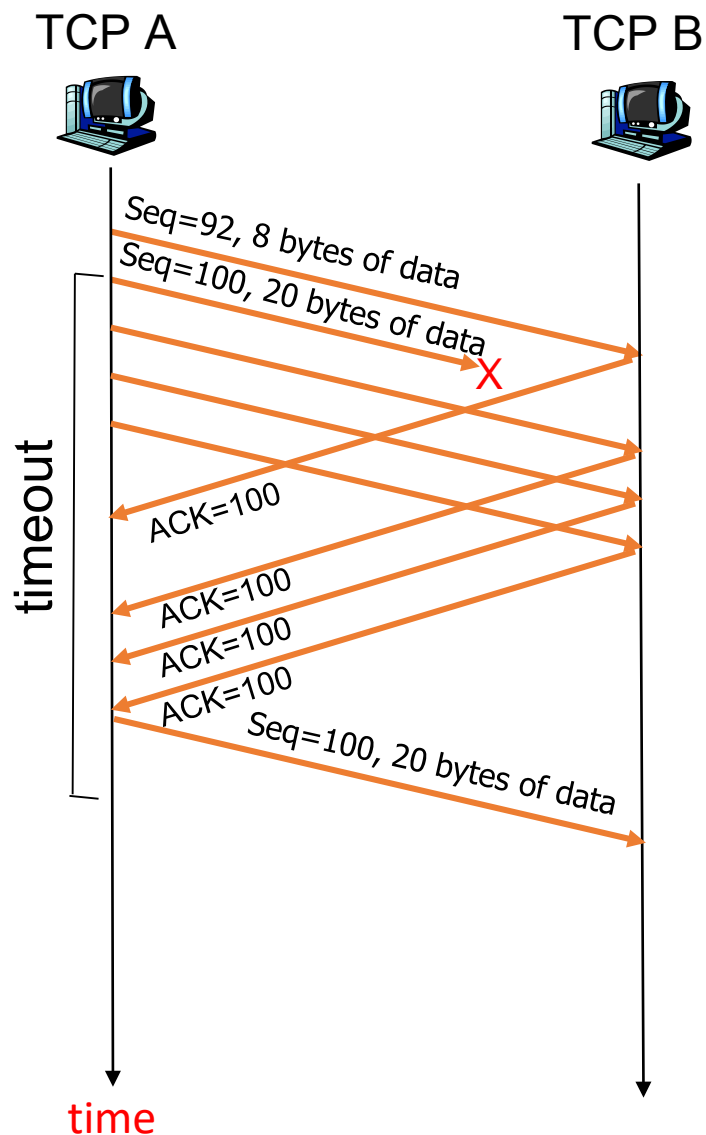 TCP A
TCP B
Seq=92, 8 bytes of data
Seq=100, 20 bytes of data
X
timeout
ACK=100
ACK=100
ACK=100
ACK=100
Seq=100, 20 bytes of data
time